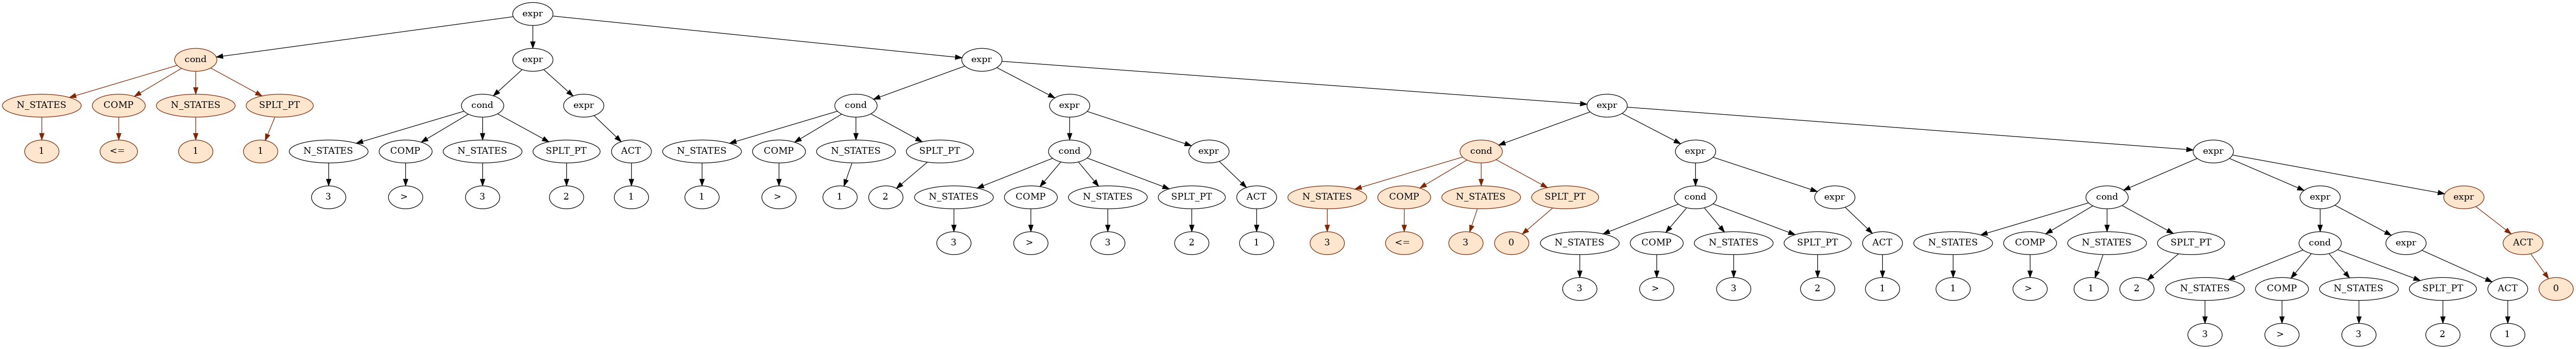 expr
cond expr expr
N_STATES COMP N_STATES SPLT_PT cond expr cond expr expr
1 <= 1 1 N_STATES COMP N_STATES SPLT_PT ACT N_STATES COMP N_STATES SPLT_PT cond expr cond expr expr
3 > 3 2 1 1 > 1 2 N_STATES COMP N_STATES SPLT_PT ACT N_STATES COMP N_STATES SPLT_PT cond expr cond expr expr
3 > 3 2 1 3 <= 3 0 N_STATES COMP N_STATES SPLT_PT ACT N_STATES COMP N_STATES SPLT_PT cond expr ACT
3 > 3 2 1 1 > 1 2 N_STATES COMP N_STATES SPLT_PT ACT 0
3 > 3 2 1